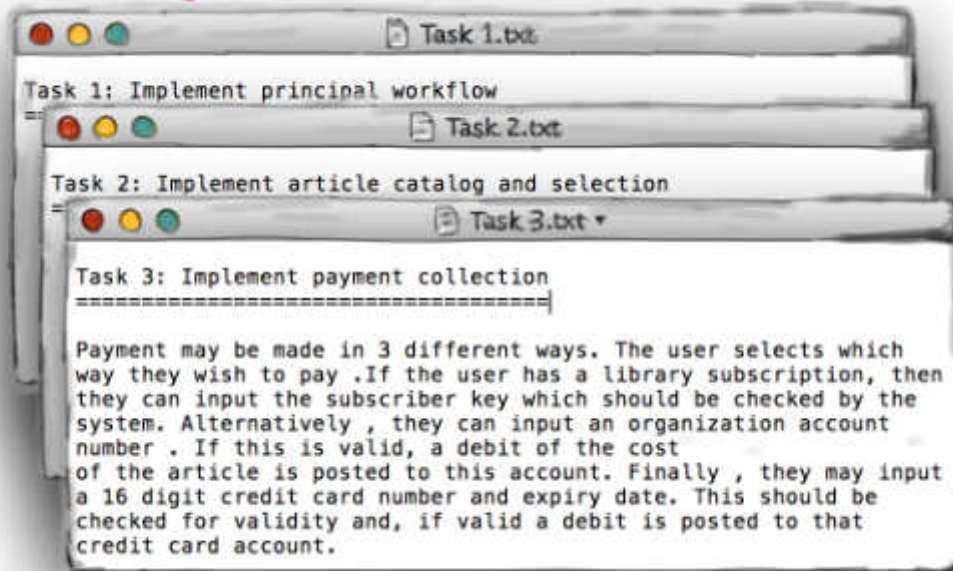 Task 1.txt
Task 1: Implement principal workflow
Task 2.txt
Task 2: Implement article catalog and selection
Task 3.txt
Task 3: Implement payment collection
====================================
Payment may be made in 3 different ways. The user selects which
way they wish to pay .If the user has a library subscription, then
they can input the subscriber key which should be checked by the
system. Alternatively , they can input an organization account
number . If this is valid, a debit of the cost
of the article is posted to this account. Finally , they may input
a 16 digit credit card number and expiry date. This should be
checked for validity and, if valid a debit is posted to that
credit card account.